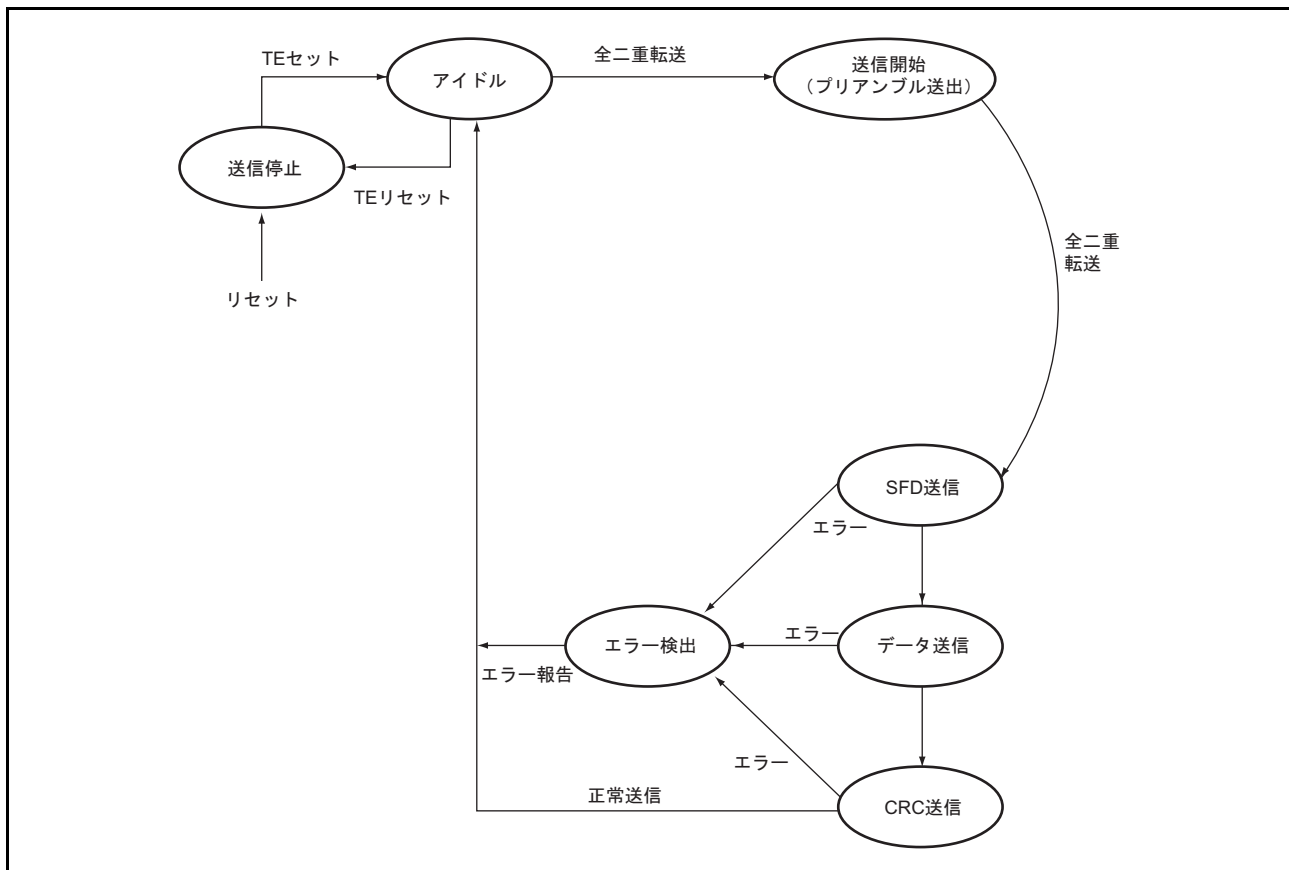 TEセット
アイドル
全二重転送
送信開始
（プリアンブル送出）
送信停止
TEリセット
リセット
全二重
転送
SFD送信
エラー
エラー検出
エラー
データ送信
エラー報告
エラー
正常送信
CRC送信